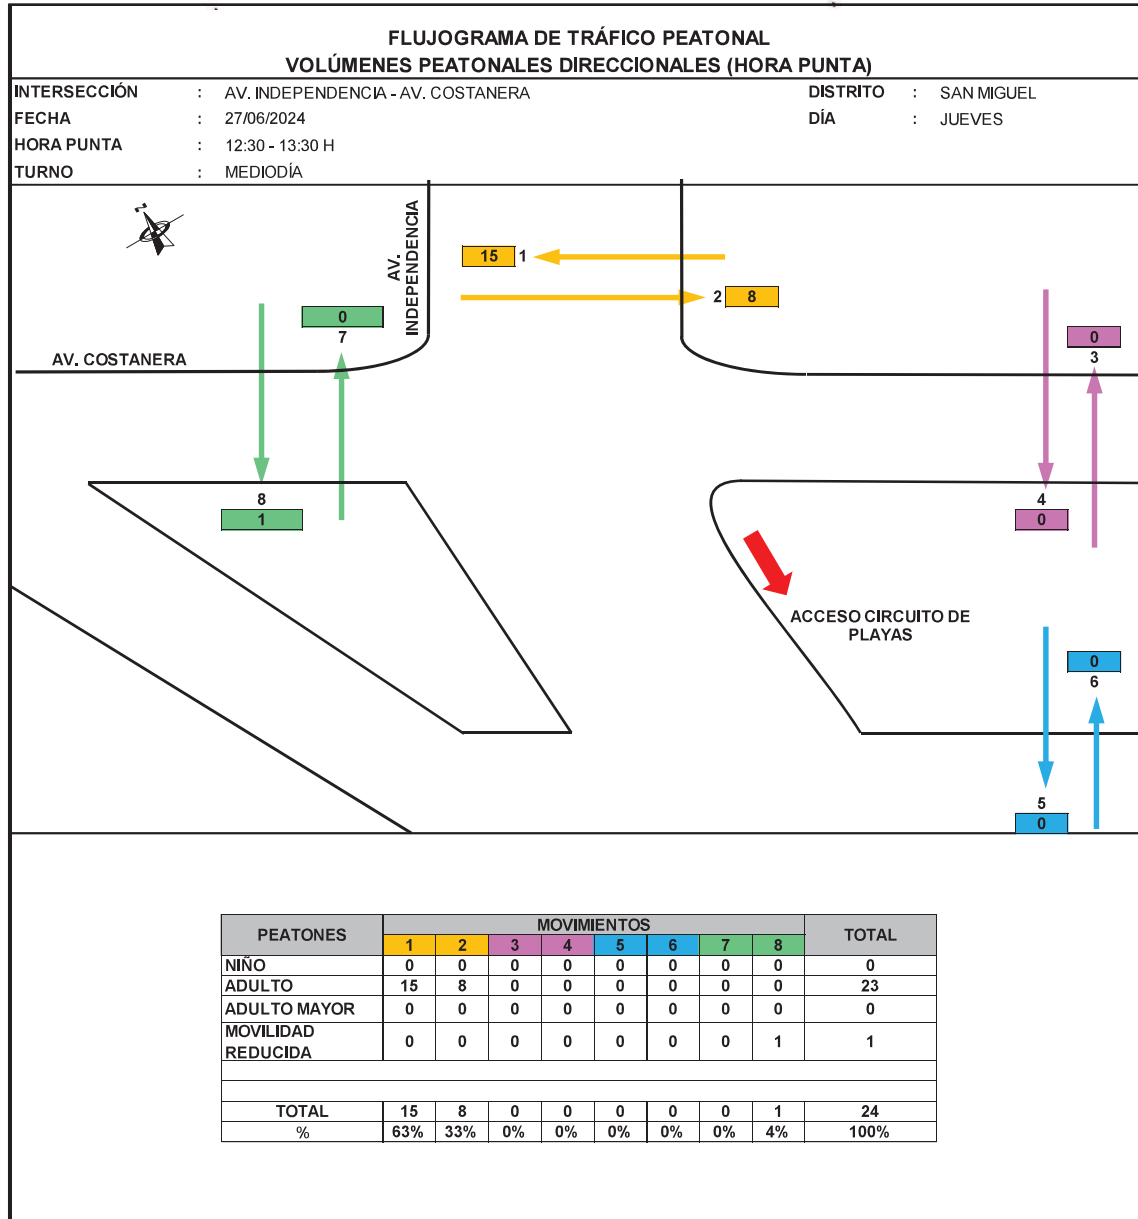 FLUJOGRAMA DE TRÁFICO PEATONAL
VOLÚMENES PEATONALES DIRECCIONALES (HORA PUNTA)
INTERSECCIÓN : AV. INDEPENDENCIA - AV. COSTANERA DISTRITO : SAN MIGUEL
FECHA : 27/06/2024 DÍA : JUEVES
HORA PUNTA : 12:30 - 13:30 H
TURNO : MEDIODÍA
AV.
INDEPENDENCIA
15 1
2 8
0
7
AV. COSTANERA
0
3
8
1
4
0
ACCESO CIRCUITO DE
PLAYAS
0
6
5
0
PEATONES MOVIMIENTOS TOTAL
1 2 3 4 5 6 7 8
NIÑO 0 0 0 0 0 0 0 0 0
ADULTO 15 8 0 0 0 0 0 0 23
ADULTO MAYOR 0 0 0 0 0 0 0 0 0
MOVILIDAD
REDUCIDA 0 0 0 0 0 0 0 1 1
TOTAL 15 8 0 0 0 0 0 1 24
% 63% 33% 0% 0% 0% 0% 0% 4% 100%